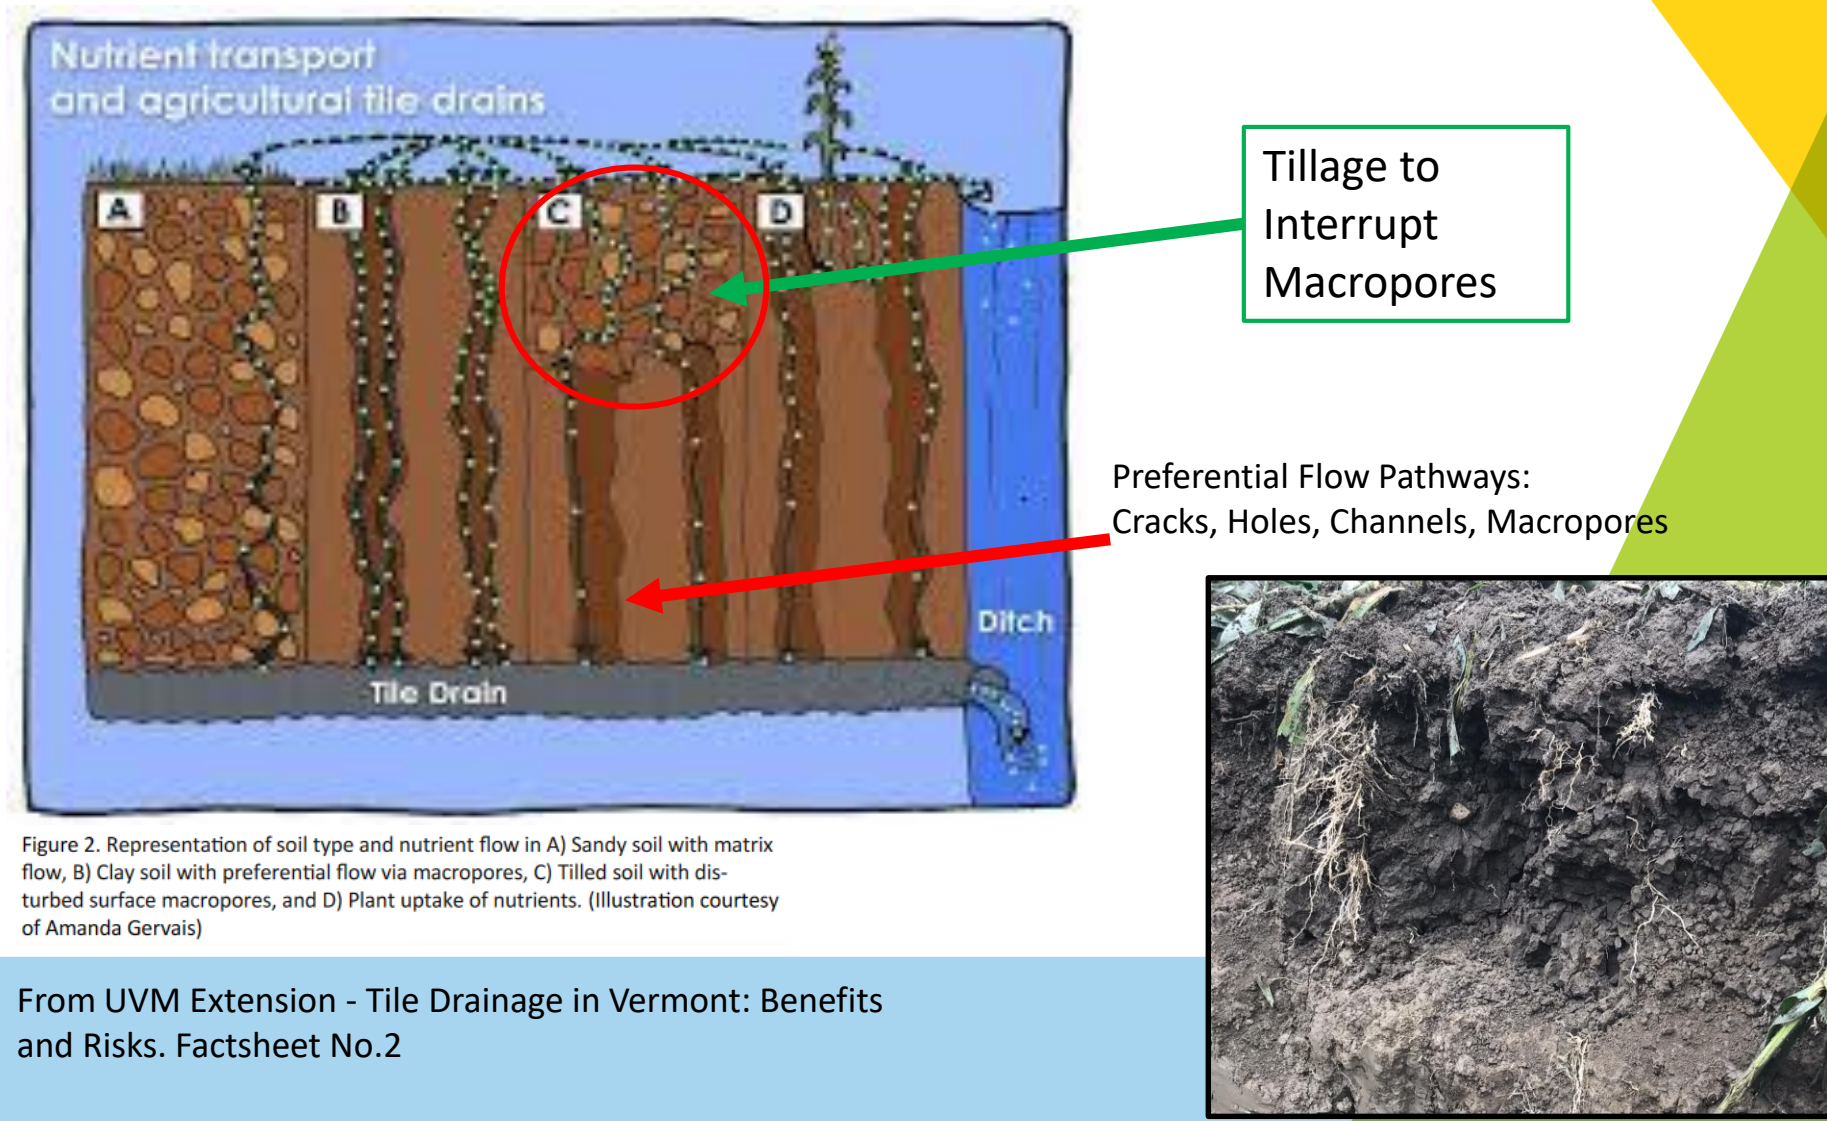 Nutrient transport
and agricultural tile drains
A
B
C
D
Ditch
Tile Drain
Tillage to
Interrupt
Macropores
Preferential Flow Pathways:
Cracks, Holes, Channels, Macropores
Figure 2. Representation of soil type and nutrient flow in A) Sandy soil with matrix
flow, B) Clay soil with preferential flow via macropores, C) Tilled soil with dis-
turbed surface macropores, and D) Plant uptake of nutrients. (Illustration courtesy
of Amanda Gervais)
From UVM Extension - Tile Drainage in Vermont: Benefits
and Risks. Factsheet No.2